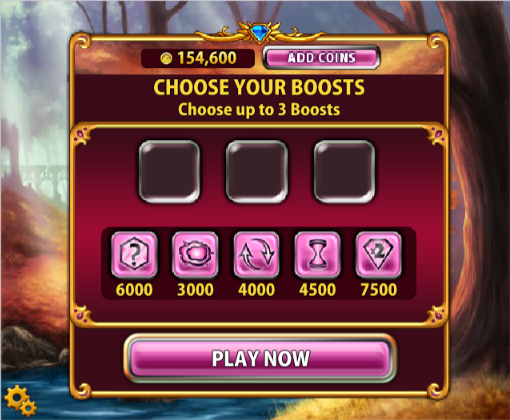 154,600 ADD COINS
CHOOSE YOUR BOOSTS
Choose up to 3 Boosts
? x2
6000 3000 4000 4500 7500
PLAY NOW